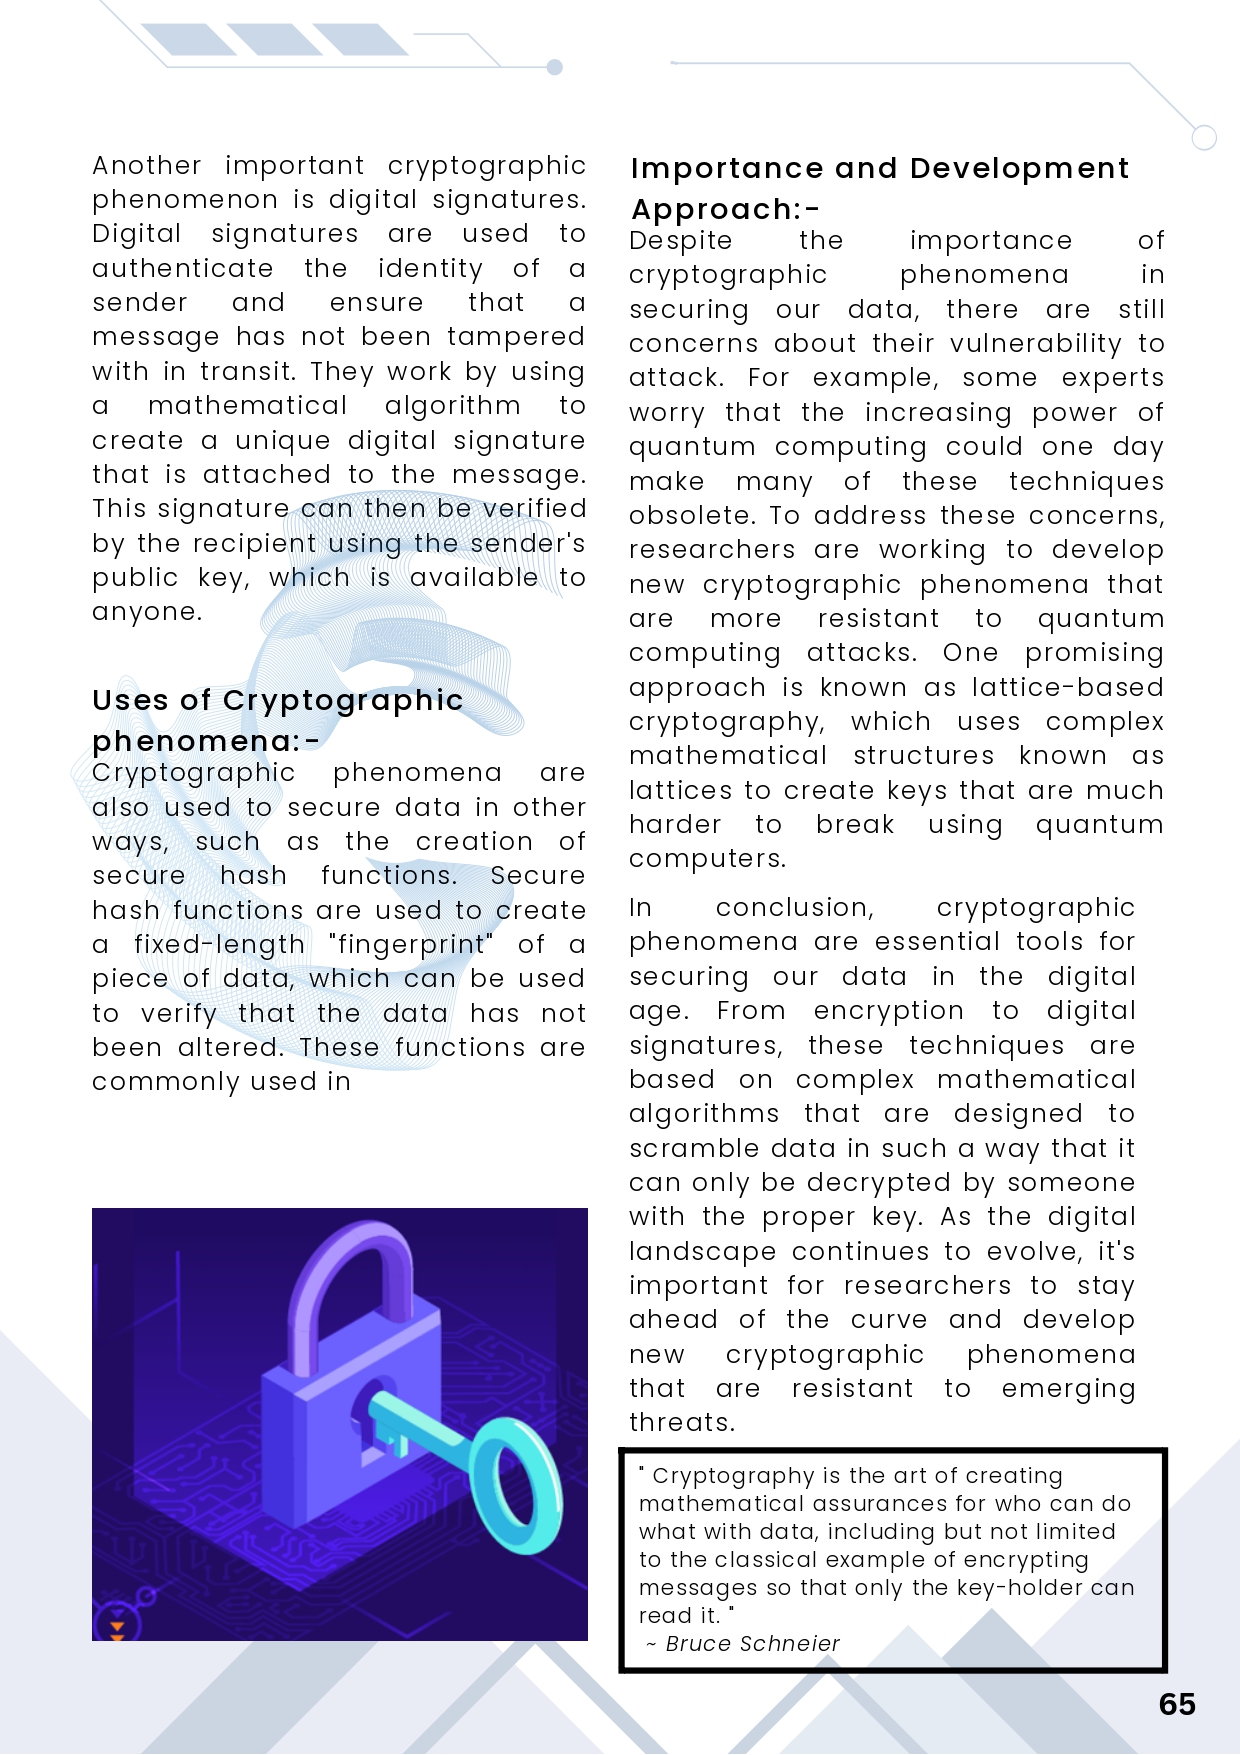 Another important cryptographic
phenomenon is digital signatures.
Digital signatures are used to
authenticate the identity of a
sender and ensure that a
message has not been tampered
with in transit. They work by using
a mathematical algorithm to
create a unique digital signature
that is attached to the message.
This signature can then be verified
by the recipient using the sender's
public key, which is available to
anyone.
Uses of Cryptographic
phenomena:-
Cryptographic phenomena are
also used to secure data in other
ways, such as the creation of
secure hash functions. Secure
hash functions are used to create
a fixed-length "fingerprint" of a
piece of data, which can be used
to verify that the data has not
been altered. These functions are
commonly used in
Importance and Development
Approach:-
Despite the importance of
cryptographic phenomena in
securing our data, there are still
concerns about their vulnerability to
attack. For example, some experts
worry that the increasing power of
quantum computing could one day
make many of these techniques
obsolete. To address these concerns,
researchers are working to develop
new cryptographic phenomena that
are more resistant to quantum
computing attacks. One promising
approach is known as lattice-based
cryptography, which uses complex
mathematical structures known as
lattices to create keys that are much
harder to break using quantum
computers.
In conclusion, cryptographic
phenomena are essential tools for
securing our data in the digital
age. From encryption to digital
signatures, these techniques are
based on complex mathematical
algorithms that are designed to
scramble data in such a way that it
can only be decrypted by someone
with the proper key. As the digital
landscape continues to evolve, it's
important for researchers to stay
ahead of the curve and develop
new cryptographic phenomena
that are resistant to emerging
threats.
" Cryptography is the art of creating
mathematical assurances for who can do
what with data, including but not limited
to the classical example of encrypting
messages so that only the key-holder can
read it. "
~ Bruce Schneier
65